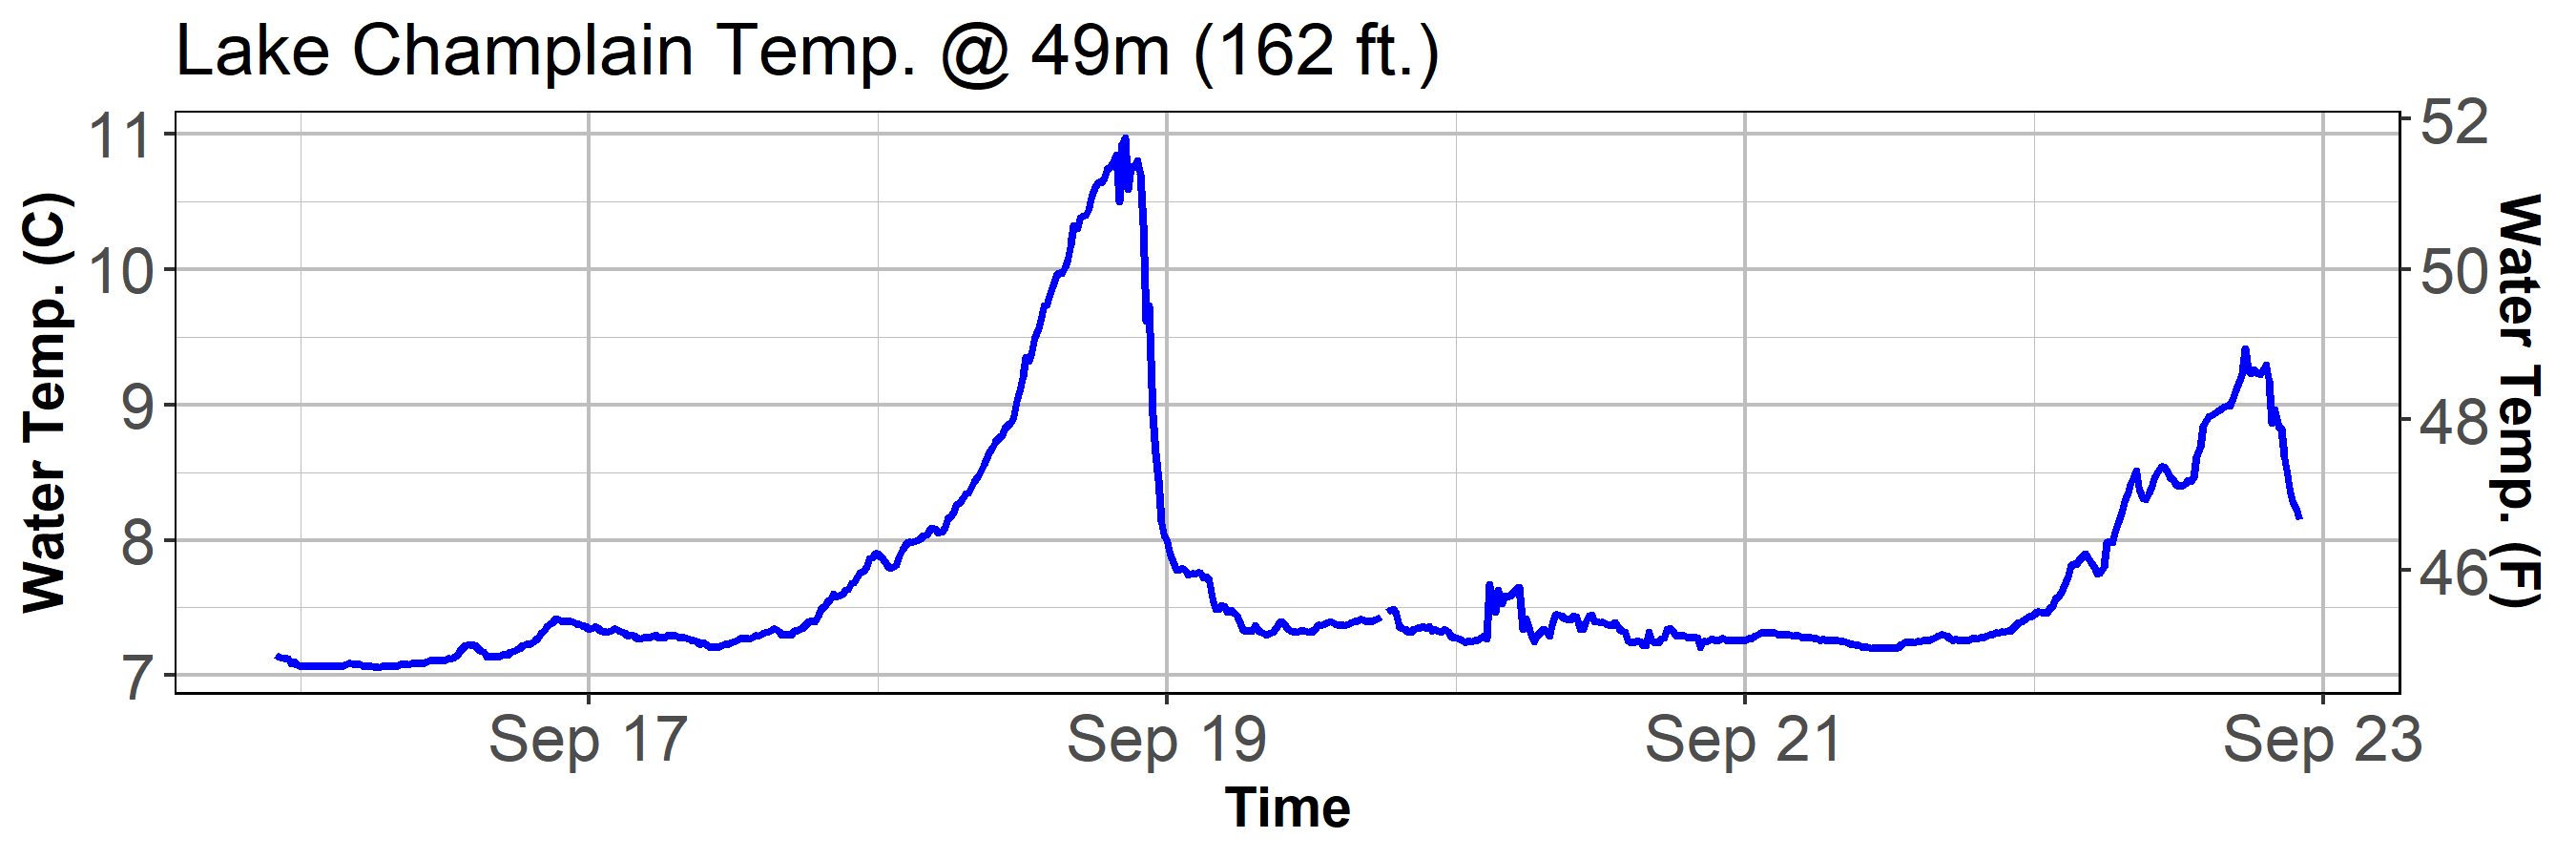 Lake Champlain Temp. @ 49m (162 ft.)
Water Temp. (C)
11
10
9
8
7
52
50
48
46
Water Temp. (F)
Sep 17
Sep 19
Sep 21
Sep 23
Time